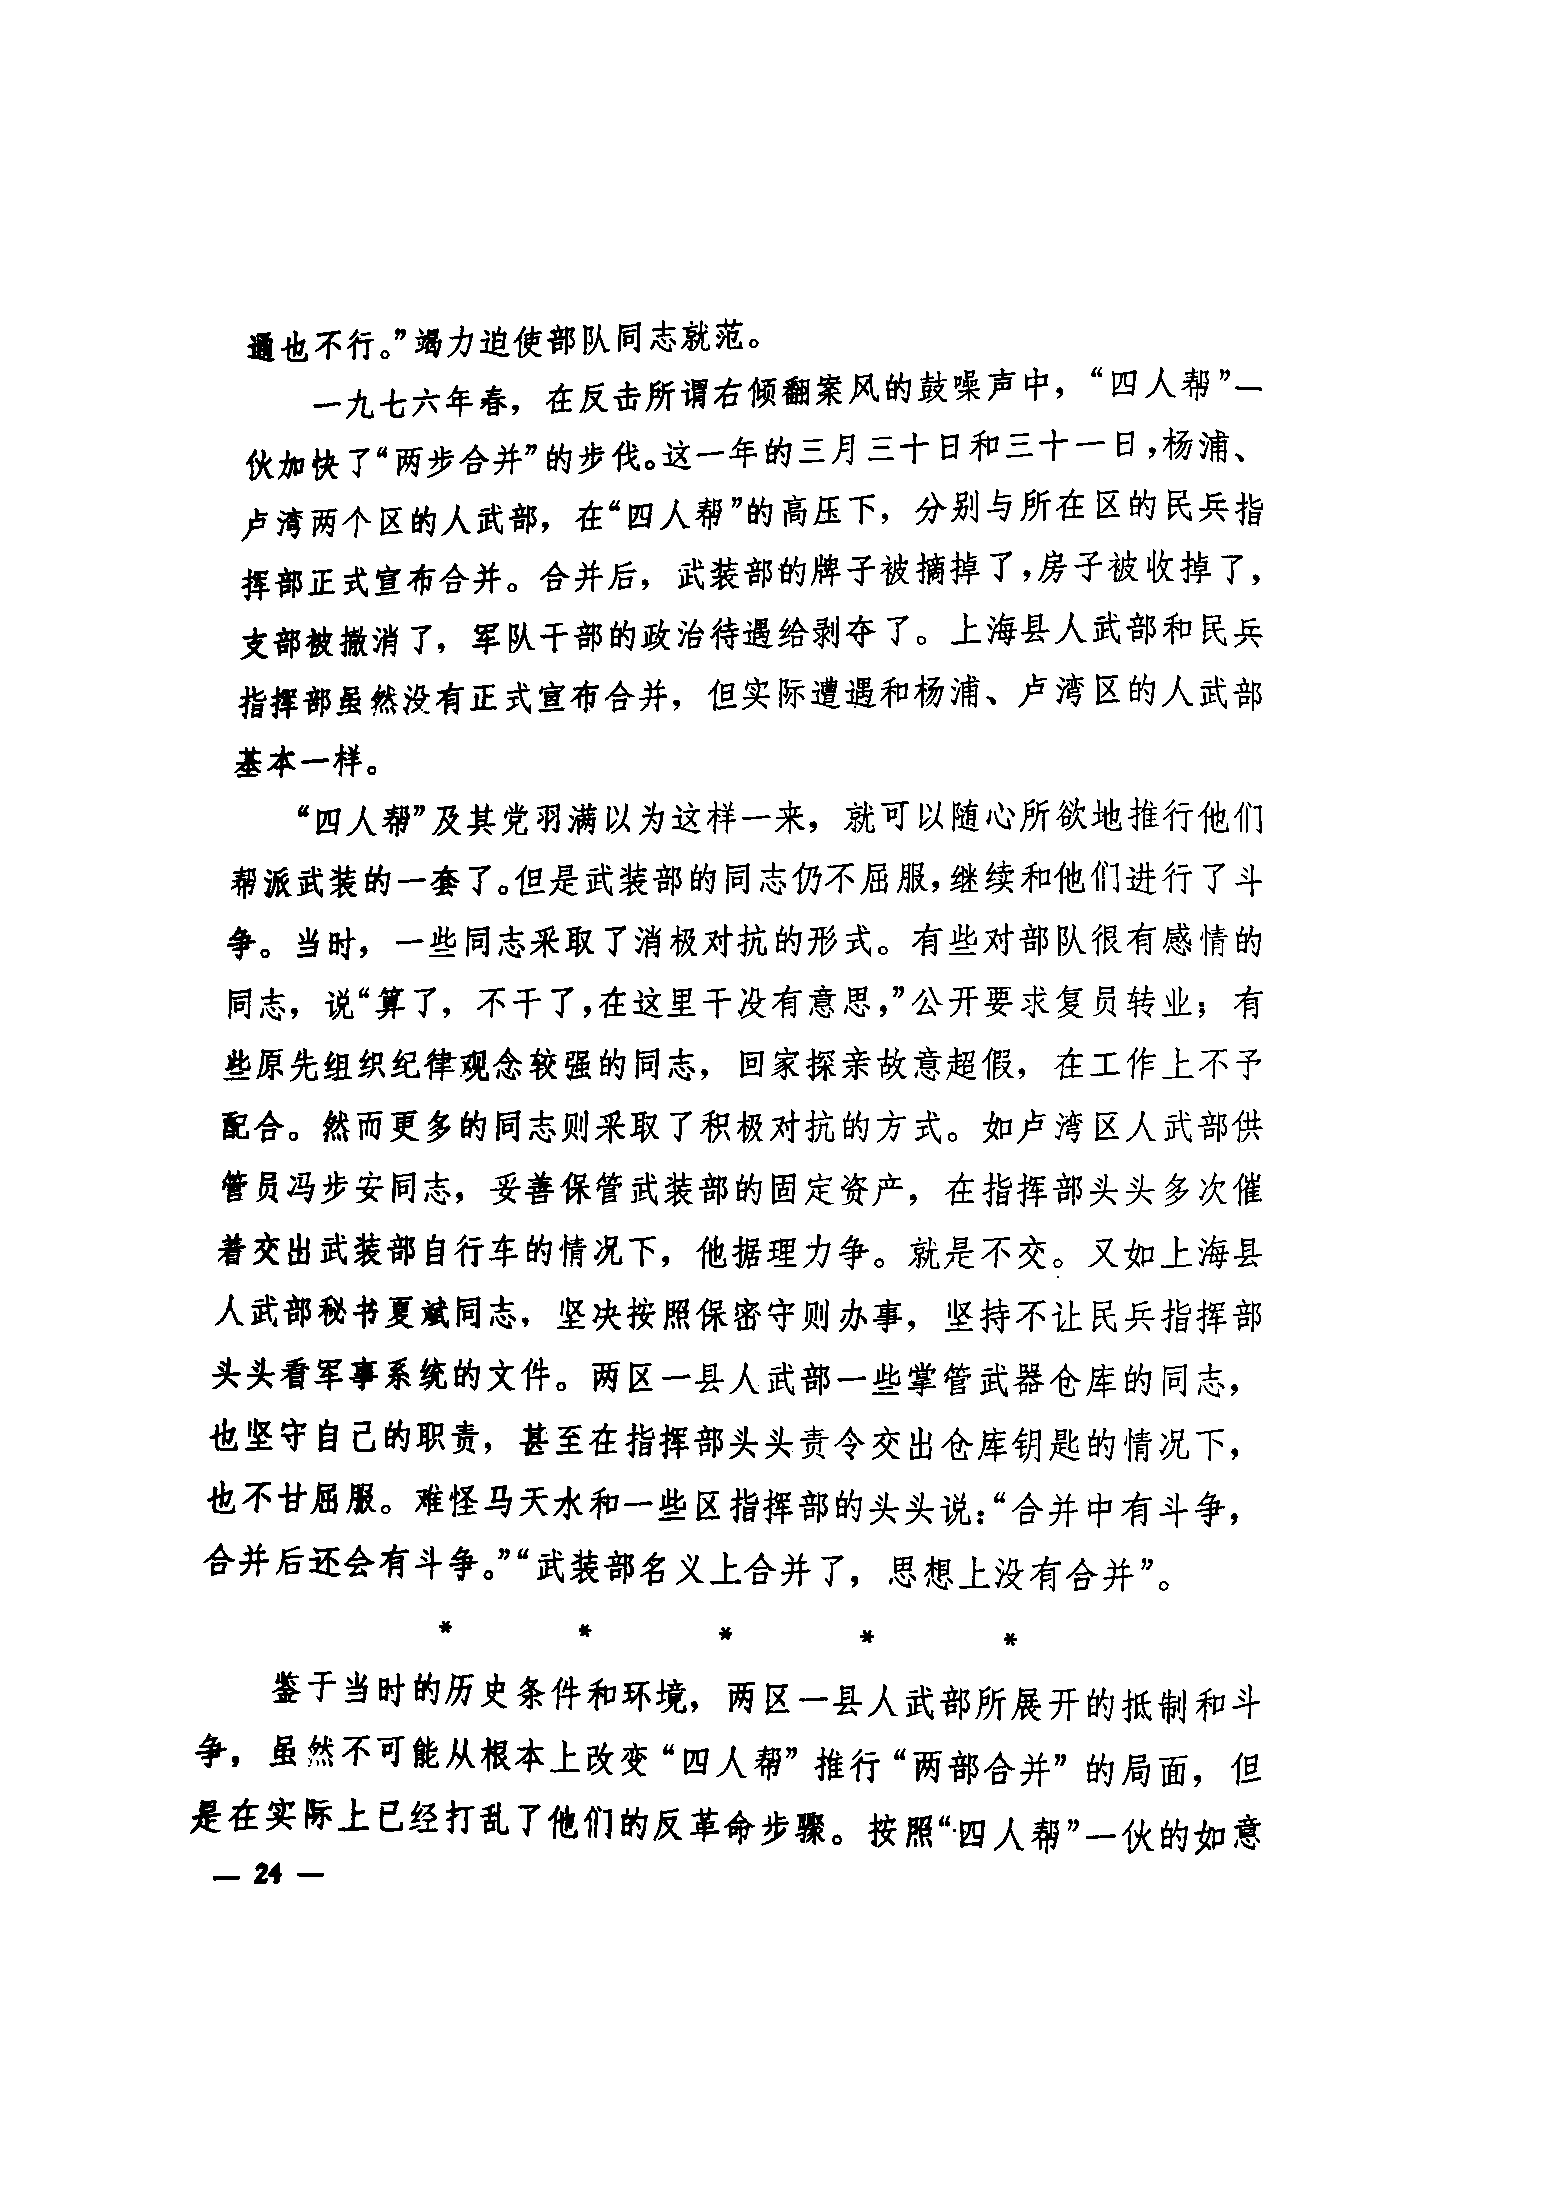 通也不行。”竭力迫使部队同志就范。
一九七六年春，在反击所谓右倾翻案风的鼓噪声中，“四人帮”一
伙加快了“两步合并”的步伐。这一年的三月三十日和三十一日，杨浦、
卢湾两个区的人武部，在“四人帮”的高压下，分别与所在区的民兵指
挥部正式宣布合并。合并后，武装部的牌子被摘掉了，房子被收掉了，
支部被撤消了，军队干部的政治待遇给剥夺了。上海县人武部和民兵
指挥部虽然没有正式宣布合并，但实际遭遇和杨浦、卢湾区的人武部
基本一样。
“四人帮”及其党羽满以为这样一来，就可以随心所欲地推行他们
帮派武装的一套了。但是武装部的同志仍不屈服，继续和他们进行了斗
争。当时，一些同志采取了消极对抗的形式。有些对部队很有感情的
同志，说“算了，不干了，在这里干没有意思，”公开要求复员转业；有
些原先组织纪律观念较强的同志，回家探亲故意超假，在工作上不予
配合。然而更多的同志则采取了积极对抗的方式。如卢湾区人武部供
管员冯步安同志，妥善保管武装部的固定资产，在指挥部头头多次催
着交出武装部自行车的情况下，他据理力争。就是不交。又如上海县
人武部秘书夏斌同志，坚决按照保密守则办事，坚持不让民兵指挥部
头头看军事系统的文件。两区一县人武部一些掌管武器仓库的同志，
也坚守自己的职责，甚至在指挥部头头责令交出仓库钥匙的情况下，
也不甘屈服。难怪马天水和一些区指挥部的头头说：“合并中有斗争，
合并后还会有斗争。”“武装部名义上合并了，思想上没有合并”。
* * * * *
鉴于当时的历史条件和环境，两区一县人武部所展开的抵制和斗
争，虽然不可能从根本上改变“四人帮”推行“两部合并”的局面，但
是在实际上已经打乱了他们的反革命步骤。按照“四人帮”一伙的如意
— 24 —